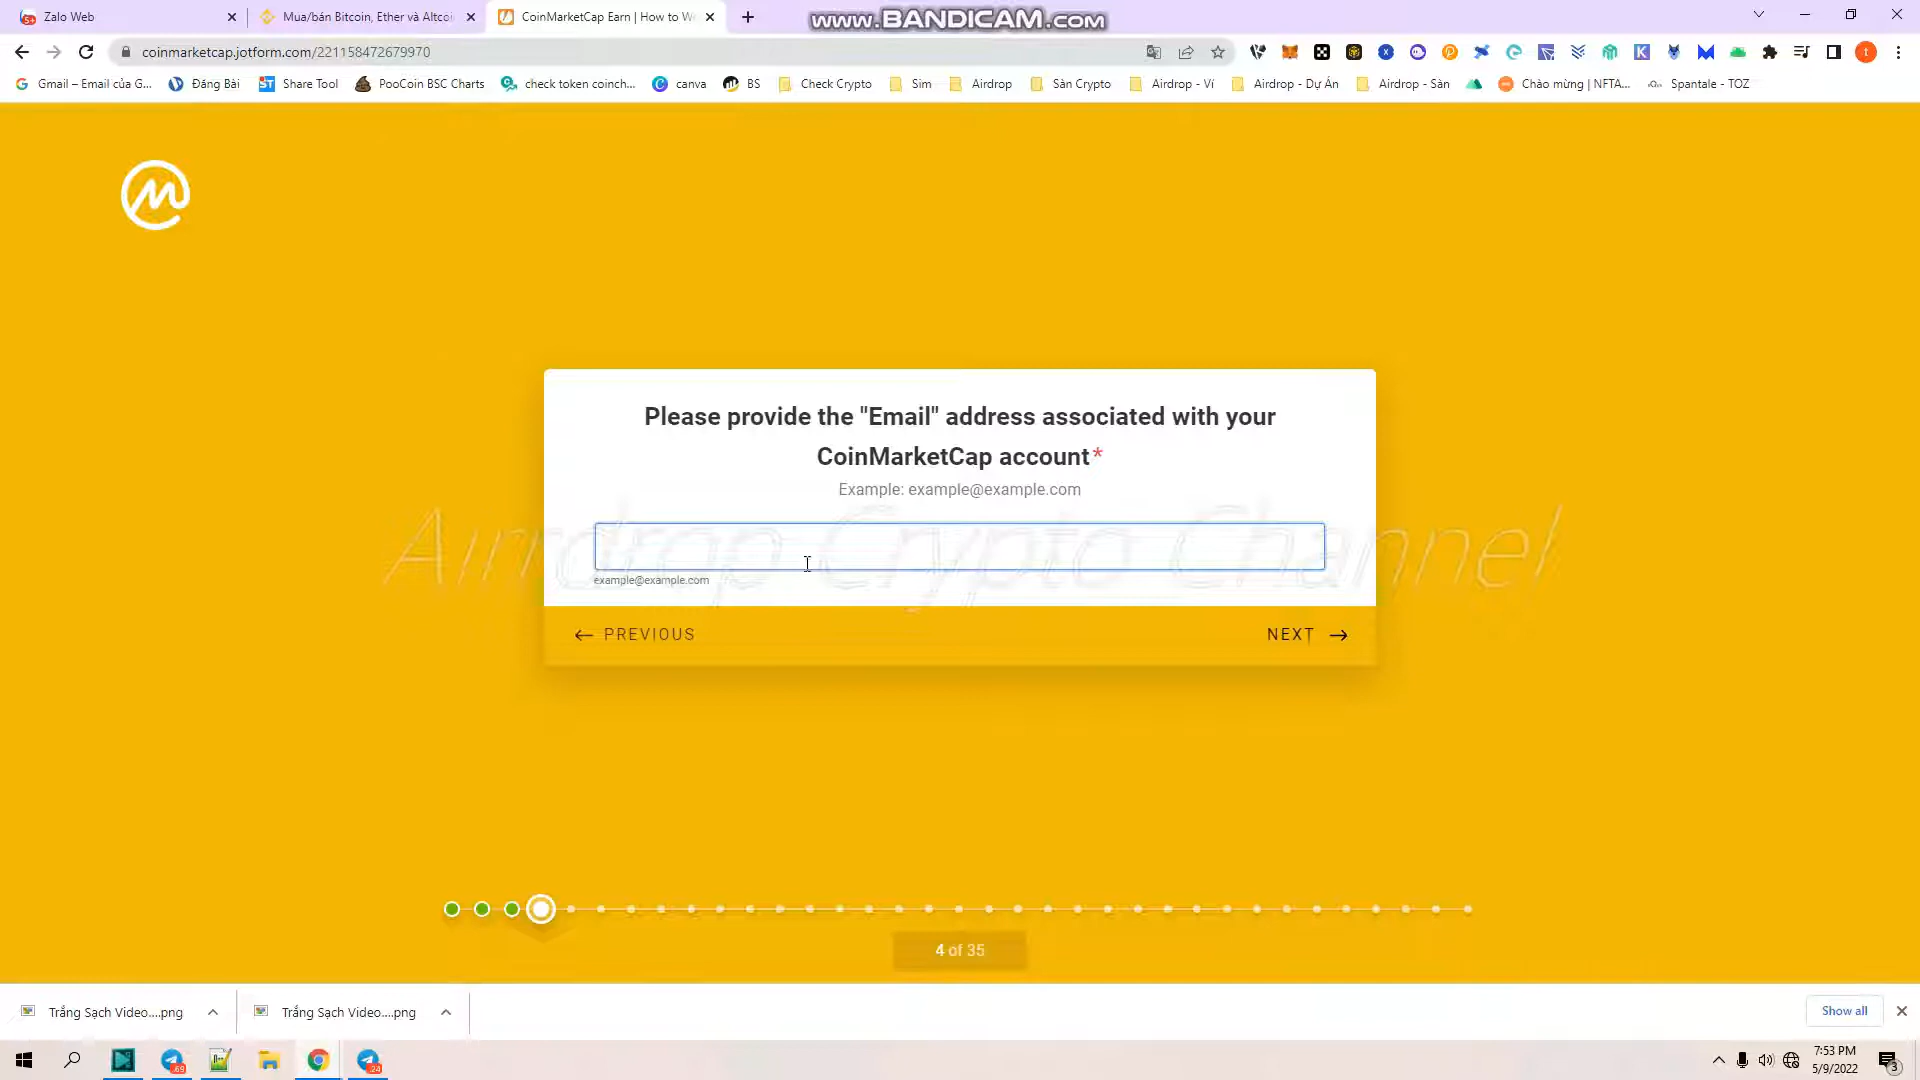 Zalo Web
Mua/bán Bitcoin, Ether và Altcoi
CoinMarketCap Earn | How to W
www.BANDICAM.com
coinmarketcap.jotform.com/221158472679970
Gmail – Email của G...
Đăng Bài
Share Tool
PooCoin BSC Charts
check token coinch...
canva
BS
Check Crypto
Sim
Airdrop
Sàn Crypto
Airdrop - Ví
Airdrop - Dự Án
Airdrop - Sàn
Chào mừng | NFTA...
Spantale - TOZ
Please provide the "Email" address associated with your
CoinMarketCap account*
Example: example@example.com
Airdrop Crypto Channel
example@example.com
PREVIOUS
NEXT
4 of 35
Trắng Sạch Video....png
Trắng Sạch Video....png
Show all
69
24
7:53 PM
5/9/2022
3